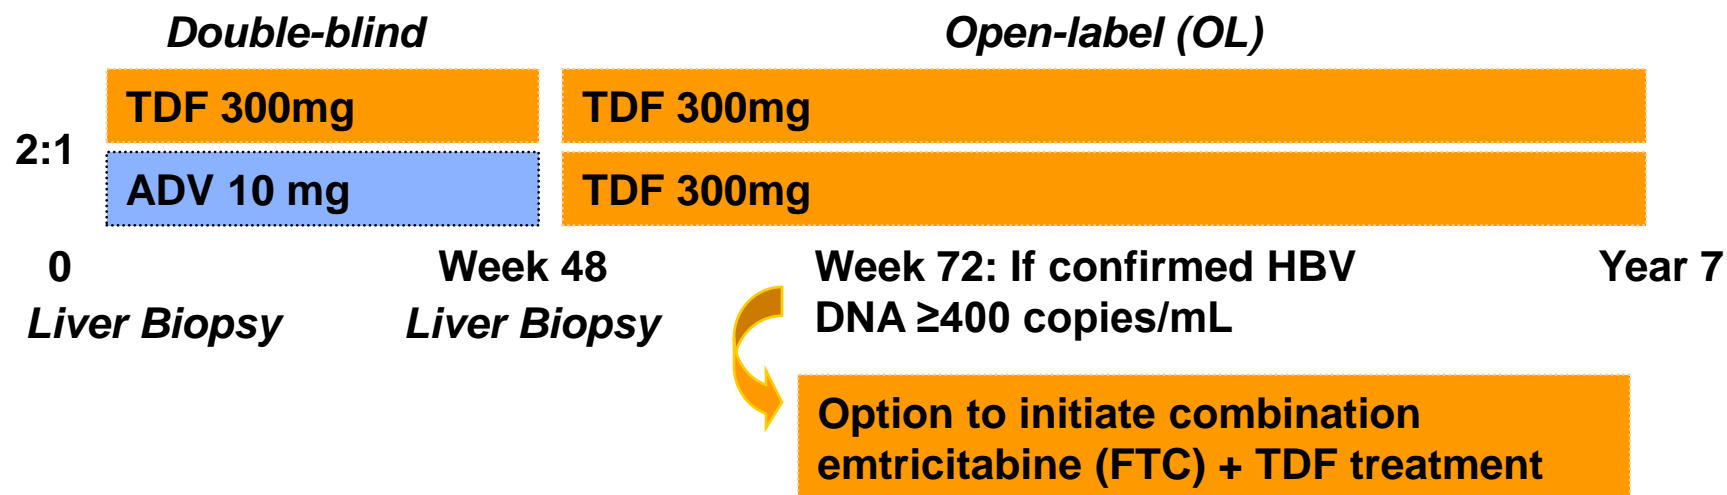 Double-blind
Open-label (OL)
TDF 300mg
TDF 300mg
2:1
ADV 10 mg
TDF 300mg
0
Week 48
Week 72: If confirmed HBV
Year 7
Liver Biopsy
Liver Biopsy
DNA ≥400 copies/mL
Option to initiate combination
emtricitabine (FTC) + TDF treatment